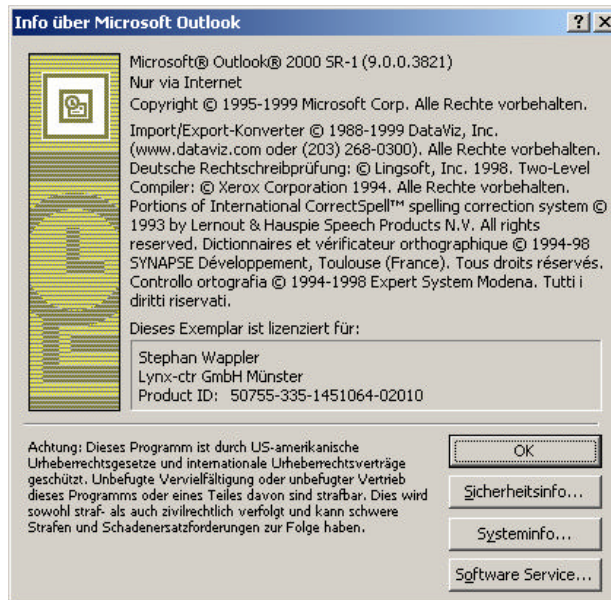 Info über Microsoft Outlook
Microsoft® Outlook® 2000 SR-1 (9.0.0.3821)
Nur via Internet
Copyright © 1995-1999 Microsoft Corp. Alle Rechte vorbehalten.
Import/Export-Konverter © 1988-1999 DataViz, Inc.
(www.dataviz.com oder (203) 268-0300). Alle Rechte vorbehalten.
Deutsche Rechtschreibprüfung: © Lingsoft, Inc. 1998. Two-Level
Compiler: © Xerox Corporation 1994. Alle Rechte vorbehalten.
Portions of International CorrectSpell™ spelling correction system ©
1993 by Lernout & Hauspie Speech Products N.V. All rights
reserved. Dictionnaires et vérificateur orthographique © 1994-98
SYNAPSE Développement, Toulouse (France). Tous droits réservés.
Controllo ortografia © 1994-1998 Expert System Modena. Tutti i
diritti riservati.
Dieses Exemplar ist lizenziert für:
Stephan Wappler
Lynx-ctr GmbH Münster
Product ID: 50755-335-1451064-02010
Achtung: Dieses Programm ist durch US-amerikanische
Urheberrechtsgesetze und internationale Urheberrechtsverträge
geschützt. Unbefugte Vervielfältigung oder unbefugter Vertrieb
dieses Programms oder eines Teiles davon sind strafbar. Dies wird
sowohl straf- als auch zivilrechtlich verfolgt und kann schwere
Strafen und Schadenersatzforderungen zur Folge haben.
OK
Sicherheitsinfo...
Systeminfo...
Software Service...